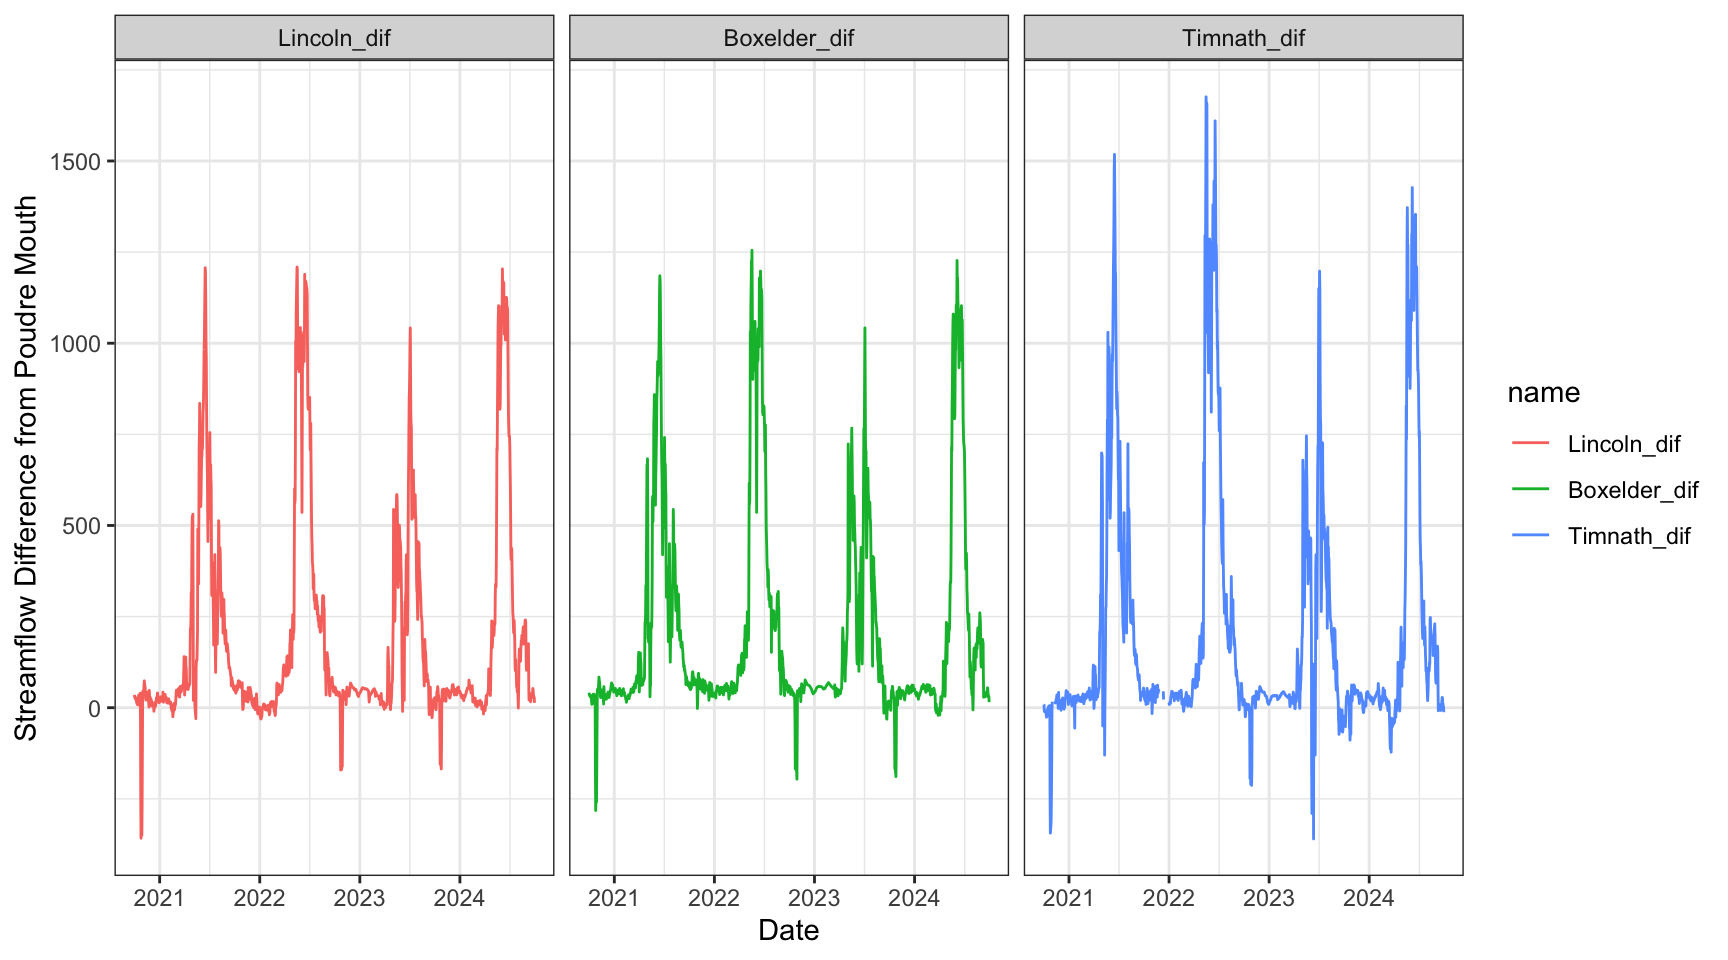 Lincoln_dif
Boxelder_dif
Timnath_dif
Streamflow Difference from Poudre Mouth
1500
1000
500
0
2021 2022 2023 2024
2021 2022 2023 2024
2021 2022 2023 2024
Date
name
Lincoln_dif
Boxelder_dif
Timnath_dif